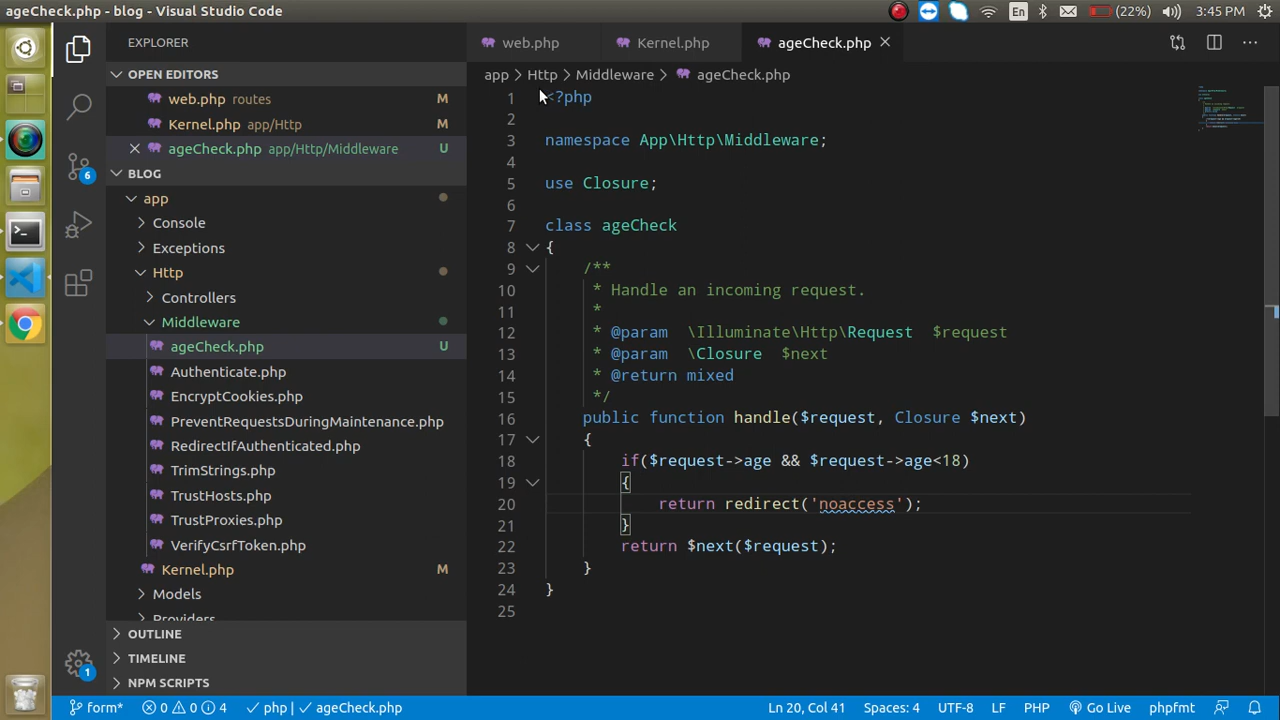 ageCheck.php - blog - Visual Studio Code
En
(22%)
3:45 PM
EXPLORER
OPEN EDITORS
web.php routes M
Kernel.php app/Http M
ageCheck.php app/Http/Middleware U
BLOG
app
Console
Exceptions
Http
Controllers
Middleware
ageCheck.php U
Authenticate.php
EncryptCookies.php
PreventRequestsDuringMaintenance.php
RedirectIfAuthenticated.php
TrimStrings.php
TrustHosts.php
TrustProxies.php
VerifyCsrfToken.php
Kernel.php M
Models
Providers
OUTLINE
TIMELINE
NPM SCRIPTS
6
1
web.php
Kernel.php
ageCheck.php
app > Http > Middleware > ageCheck.php
1 <?php
2
3 namespace App\Http\Middleware;
4
5 use Closure;
6
7 class ageCheck
8 {
9 /**
10 * Handle an incoming request.
11 *
12 * @param \Illuminate\Http\Request $request
13 * @param \Closure $next
14 * @return mixed
15 */
16 public function handle($request, Closure $next)
17 {
18 if($request->age && $request->age<18)
19 {
20 return redirect('noaccess');
21 }
22 return $next($request);
23 }
24 }
25
form* 0 0 4 php | ageCheck.php Ln 20, Col 41 Spaces: 4 UTF-8 LF PHP Go Live phpfmt